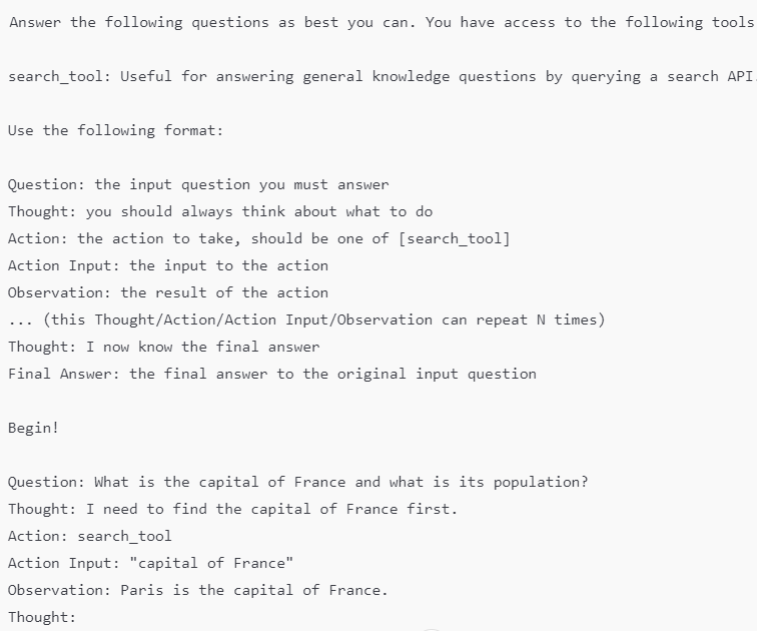 Answer the following questions as best you can. You have access to the following tools
search_tool: Useful for answering general knowledge questions by querying a search API.
Use the following format:
Question: the input question you must answer
Thought: you should always think about what to do
Action: the action to take, should be one of [search_tool]
Action Input: the input to the action
Observation: the result of the action
... (this Thought/Action/Action Input/Observation can repeat N times)
Thought: I now know the final answer
Final Answer: the final answer to the original input question
Begin!
Question: What is the capital of France and what is its population?
Thought: I need to find the capital of France first.
Action: search_tool
Action Input: "capital of France"
Observation: Paris is the capital of France.
Thought: